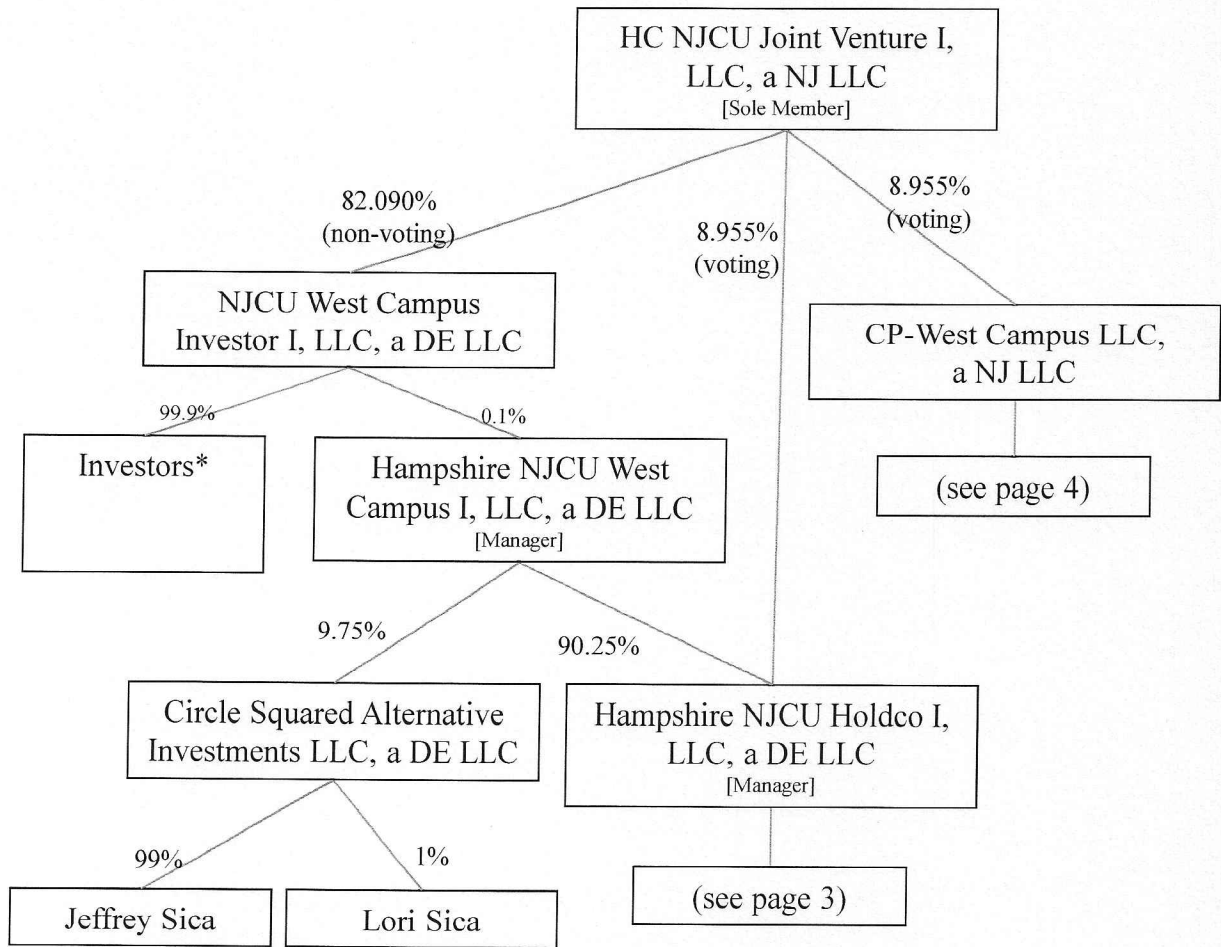 HC NJCU Joint Venture I,
LLC, a NJ LLC
[Sole Member]
82.090%
(non-voting)
8.955%
(voting)
8.955%
(voting)
NJCU West Campus
Investor I, LLC, a DE LLC
CP-West Campus LLC,
a NJ LLC
99.9%
0.1%
Investors*
Hampshire NJCU West
Campus I, LLC, a DE LLC
[Manager]
(see page 4)
9.75%
90.25%
Circle Squared Alternative
Investments LLC, a DE LLC
Hampshire NJCU Holdco I,
LLC, a DE LLC
[Manager]
99%
1%
Jeffrey Sica
Lori Sica
(see page 3)